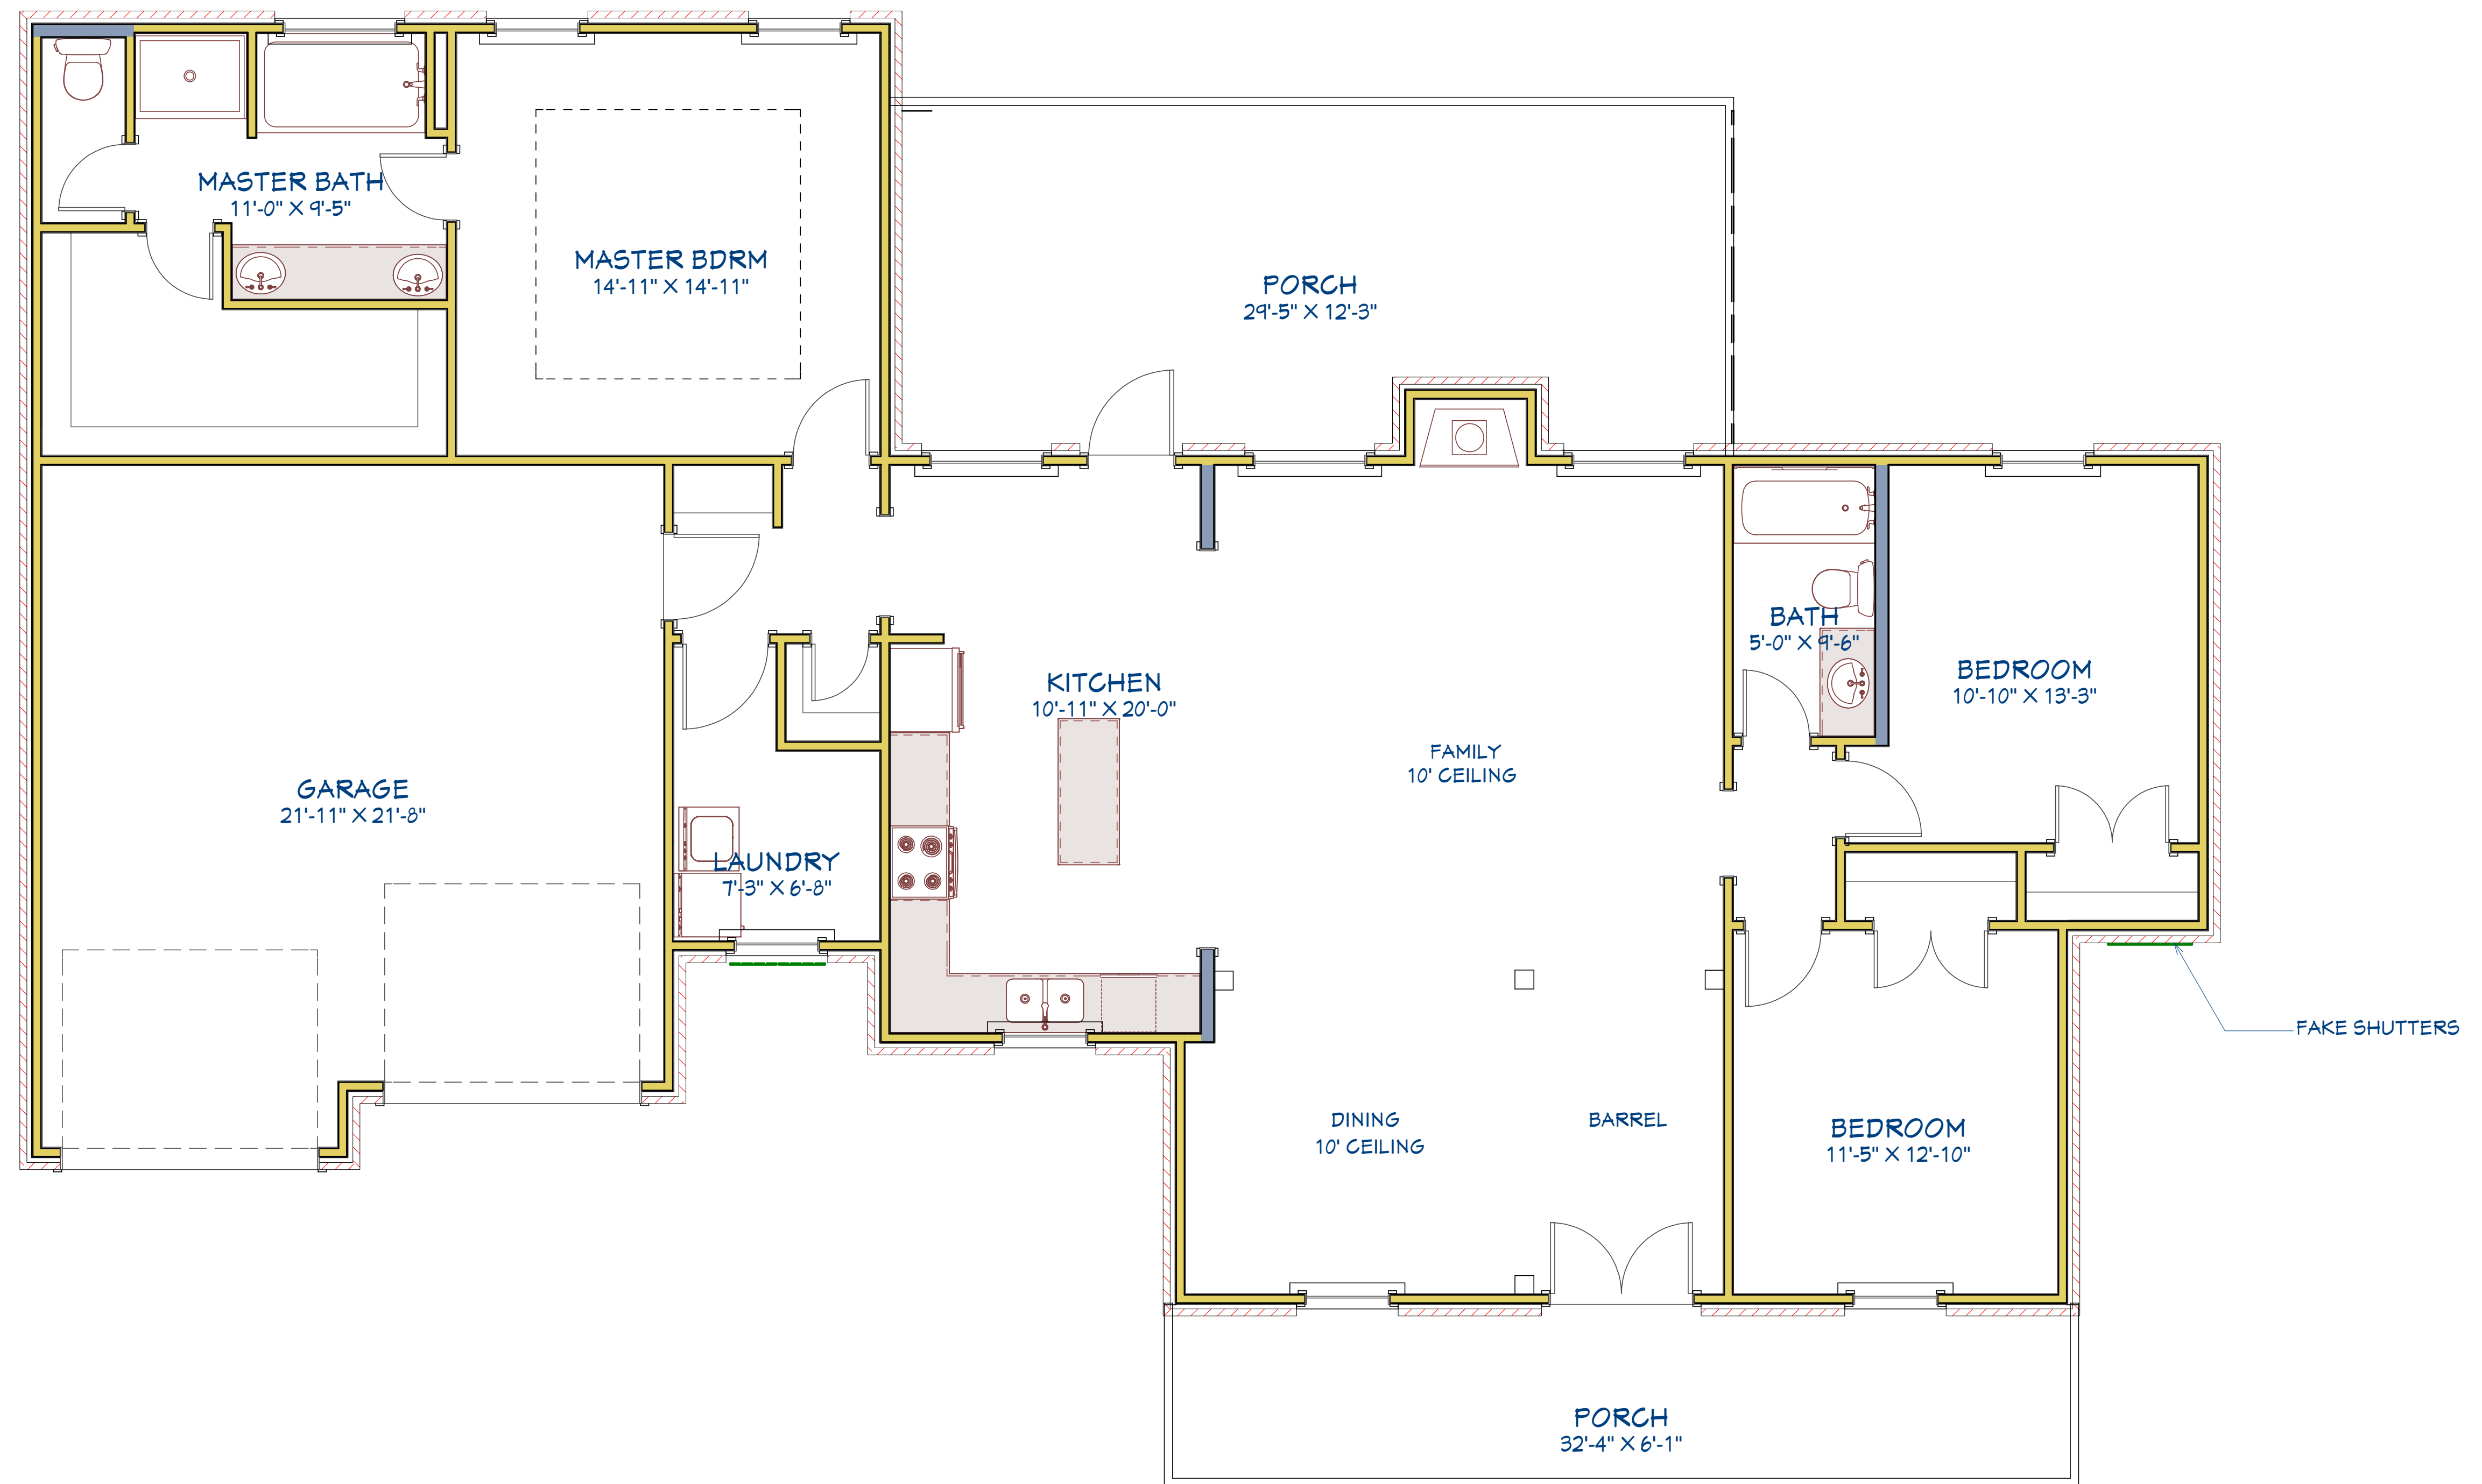 MASTER BATH
11'-0" X 9'-5"
MASTER BDRM
14'-11" X 14'-11"
PORCH
29'-5" X 12'-3"
BATH
5'-0" X 9'-6"
BEDROOM
10'-10" X 13'-3"
KITCHEN
10'-11" X 20'-0"
FAMILY
10' CEILING
GARAGE
21'-11" X 21'-8"
LAUNDRY
7'-3" X 6'-8"
FAKE SHUTTERS
DINING
10' CEILING
BARREL
BEDROOM
11'-5" X 12'-10"
PORCH
32'-4" X 6'-1"